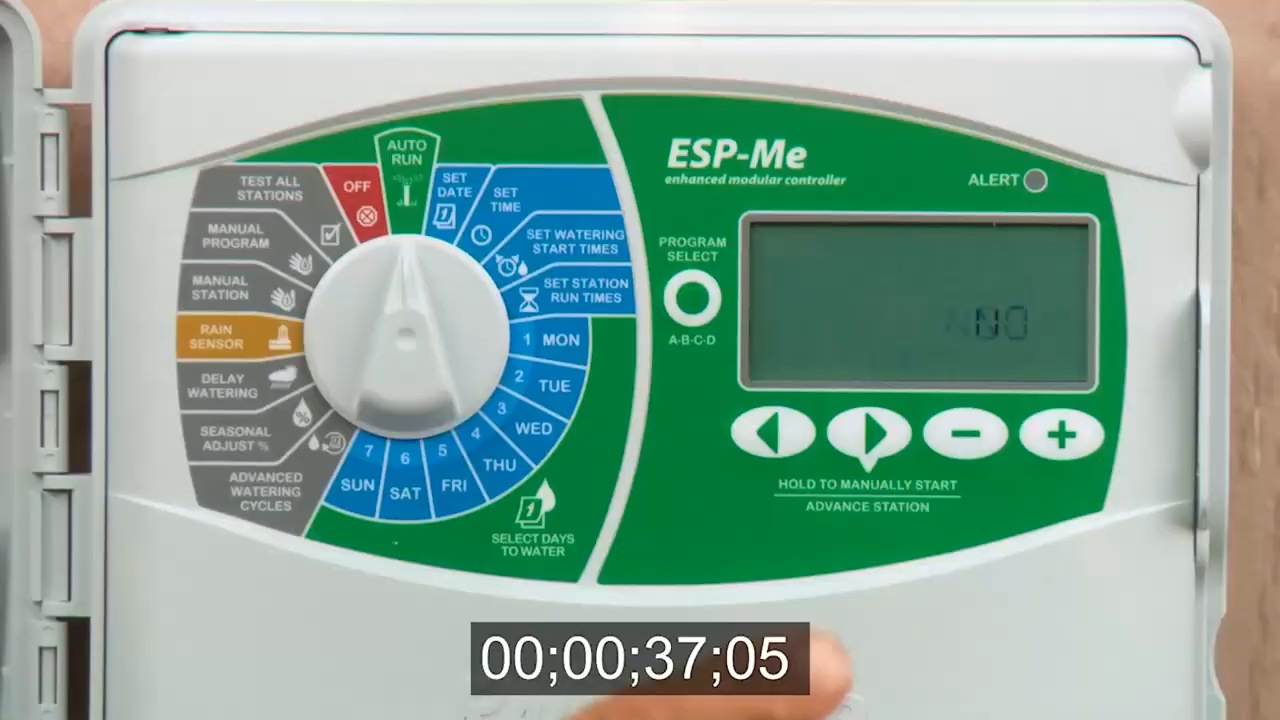 AUTO
RUN
OFF
TEST ALL
STATIONS
MANUAL
PROGRAM
MANUAL
STATION
RAIN
SENSOR
DELAY
WATERING
SEASONAL
ADJUST %
ADVANCED
WATERING
CYCLES
SET
DATE
1
SET
TIME
SET WATERING
START TIMES
SET STATION
RUN TIMES
1 MON
2 TUE
3 WED
4 THU
5 FRI
6 SAT
7 SUN
1
SELECT DAYS
TO WATER
ESP-Me
enhanced modular controller
ALERT
PROGRAM
SELECT
A-B-C-D
NO
HOLD TO MANUALLY START
ADVANCE STATION
00;00;37;05